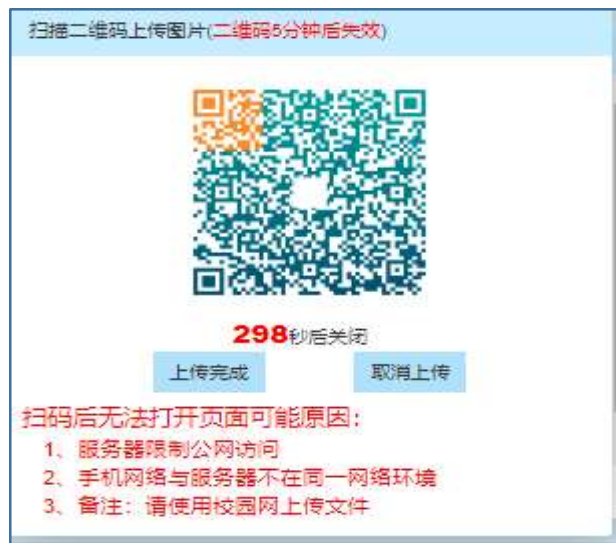 扫描二维码上传图片(二维码5分钟后失效)
298秒后关闭
上传完成 取消上传
扫码后无法打开页面可能原因：
1、服务器限制公网访问
2、手机网络与服务器不在同一网络环境
3、备注：请使用校园网上传文件